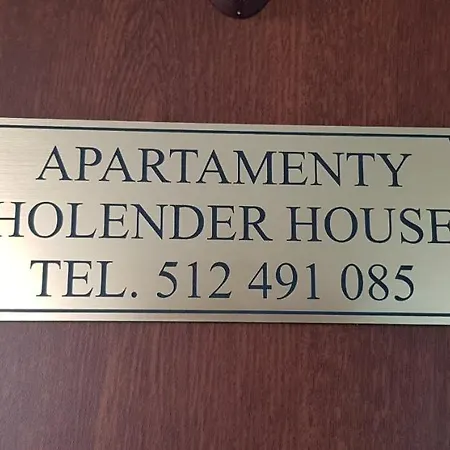 APARTAMENTY
HOLENDER HOUSE
TEL. 512 491 085